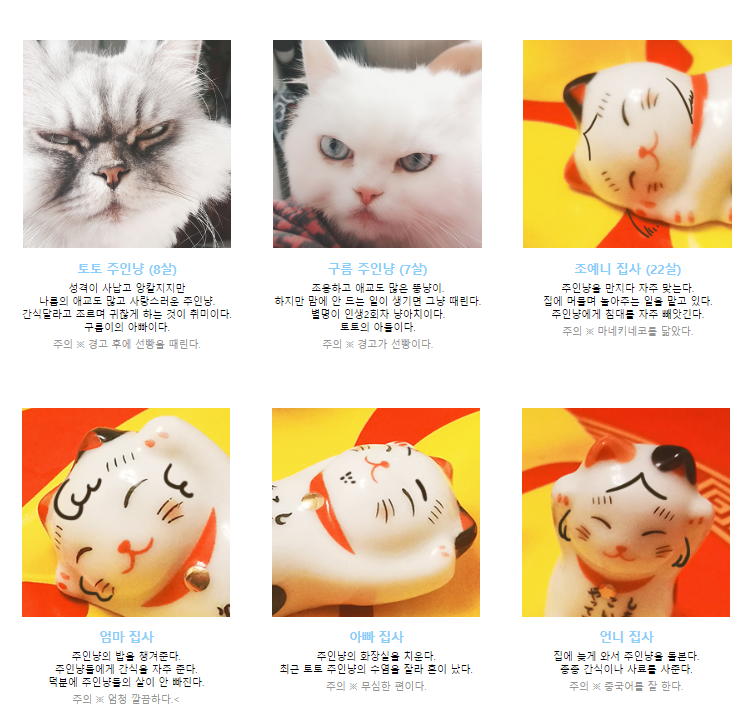 토토 주인냥 (8살)
성격이 사납고 앙칼지지만
나름의 애교도 많고 사랑스러운 주인냥.
간식달라고 조르며 귀찮게 하는 것이 취미이다.
구름이의 아빠이다.
주의 ※ 경고 후에 선빵을 때린다.
구름 주인냥 (7살)
조용하고 애교도 많은 뚱냥이.
하지만 맘에 안 드는 일이 생기면 그냥 때린다.
별명이 인생2회차 냥아치이다.
토토의 아들이다.
주의 ※ 경고가 선빵이다.
조예니 집사 (22살)
주인냥을 만지다 자주 맞는다.
집에 머물며 놀아주는 일을 맡고 있다.
주인냥에게 침대를 자주 빼앗긴다.
주의 ※ 마네키네코를 닮았다.
엄마 집사
주인냥의 밥을 챙겨준다.
주인냥들에게 간식을 자주 준다.
덕분에 주인냥들의 살이 안 빠진다.
주의 ※ 엄청 깔끔하다.<
아빠 집사
주인냥의 화장실을 치운다.
최근 토토 주인냥의 수염을 잘라 혼이 났다.
주의 ※ 무심한 편이다.
언니 집사
집에 늦게 와서 주인냥을 돌본다.
종종 간식이나 사료를 사준다.
주의 ※ 중국어를 잘 한다.